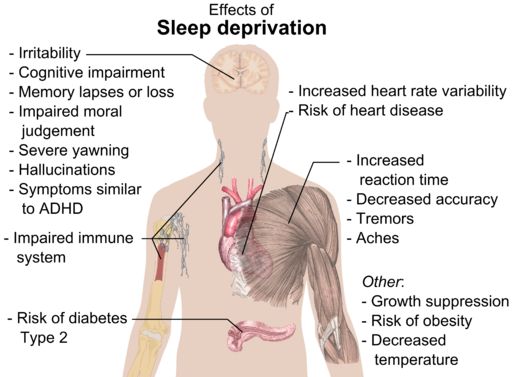 Effects of
Sleep deprivation
- Irritability
- Cognitive impairment
- Memory lapses or loss
- Impaired moral
judgement
- Severe yawning
- Hallucinations
- Symptoms similar
to ADHD
- Impaired immune
system
- Risk of diabetes
Type 2
- Increased heart rate variability
- Risk of heart disease
- Increased
reaction time
- Decreased accuracy
- Tremors
- Aches
Other:
- Growth suppression
- Risk of obesity
- Decreased
temperature